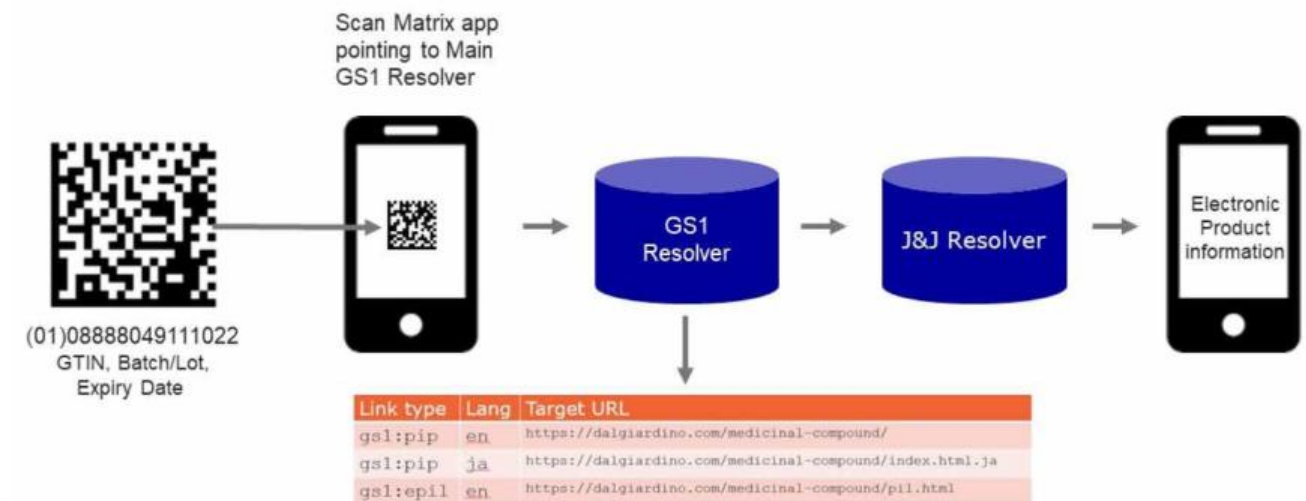 Scan Matrix app
pointing to Main
GS1 Resolver
(01)08888049111022
GTIN, Batch/Lot,
Expiry Date
GS1
Resolver
J&J Resolver
Electronic
Product
information
Link type Lang Target URL
gs1:pip en https://dalgiardino.com/medicinal-compound/
gs1:pip ja https://dalgiardino.com/medicinal-compound/index.html.ja
gs1:epil en https://dalgiardino.com/medicinal-compound/pil.html